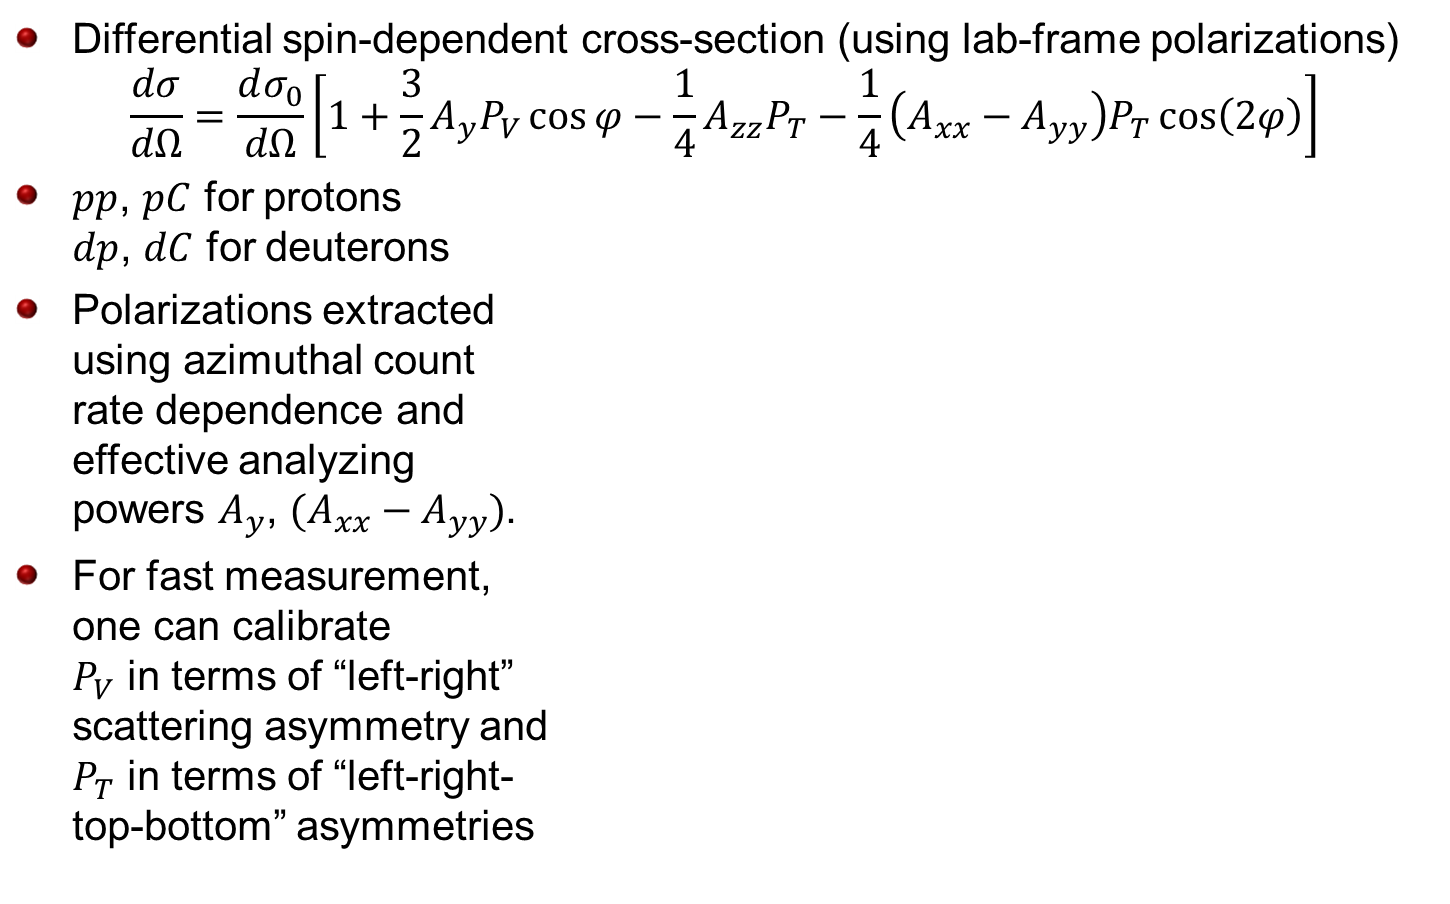 • Differential spin-dependent cross-section (using lab-frame polarizations)
dσ/dΩ = dσ₀/dΩ [1 + 3/2 A_y P_V cos φ − 1/4 A_zz P_T − 1/4 (A_xx − A_yy) P_T cos(2φ)]
• pp, pC for protons
dp, dC for deuterons
• Polarizations extracted
using azimuthal count
rate dependence and
effective analyzing
powers A_y, (A_xx − A_yy).
• For fast measurement,
one can calibrate
P_V in terms of “left-right”
scattering asymmetry and
P_T in terms of “left-right-
top-bottom” asymmetries